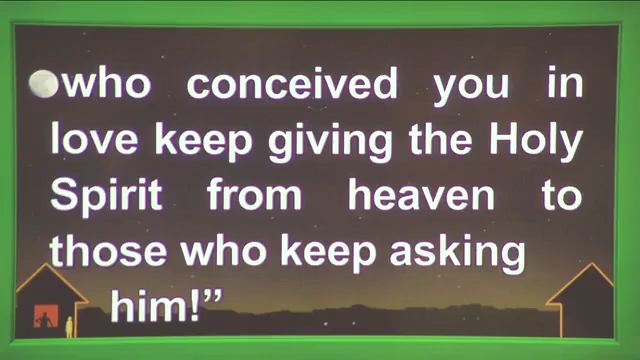 who conceived you in
love keep giving the Holy
Spirit from heaven to
those who keep asking
him!”